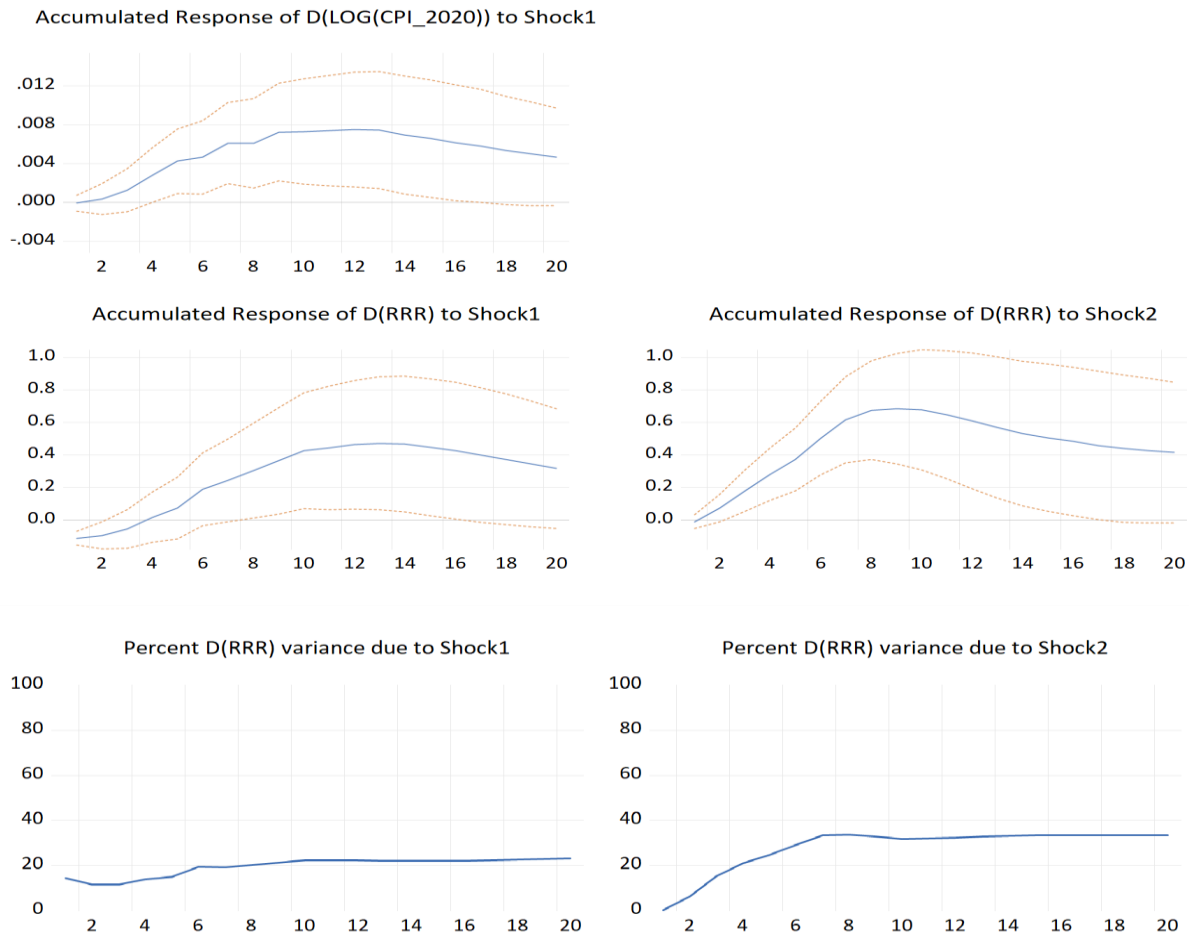 Accumulated Response of D(LOG(CPI_2020)) to Shock1
.012
.008
.004
.000
-.004
2 4 6 8 10 12 14 16 18 20
Accumulated Response of D(RRR) to Shock1
1.0
0.8
0.6
0.4
0.2
0.0
2 4 6 8 10 12 14 16 18 20
Accumulated Response of D(RRR) to Shock2
1.0
0.8
0.6
0.4
0.2
0.0
2 4 6 8 10 12 14 16 18 20
Percent D(RRR) variance due to Shock1
100
80
60
40
20
0
2 4 6 8 10 12 14 16 18 20
Percent D(RRR) variance due to Shock2
100
80
60
40
20
0
2 4 6 8 10 12 14 16 18 20